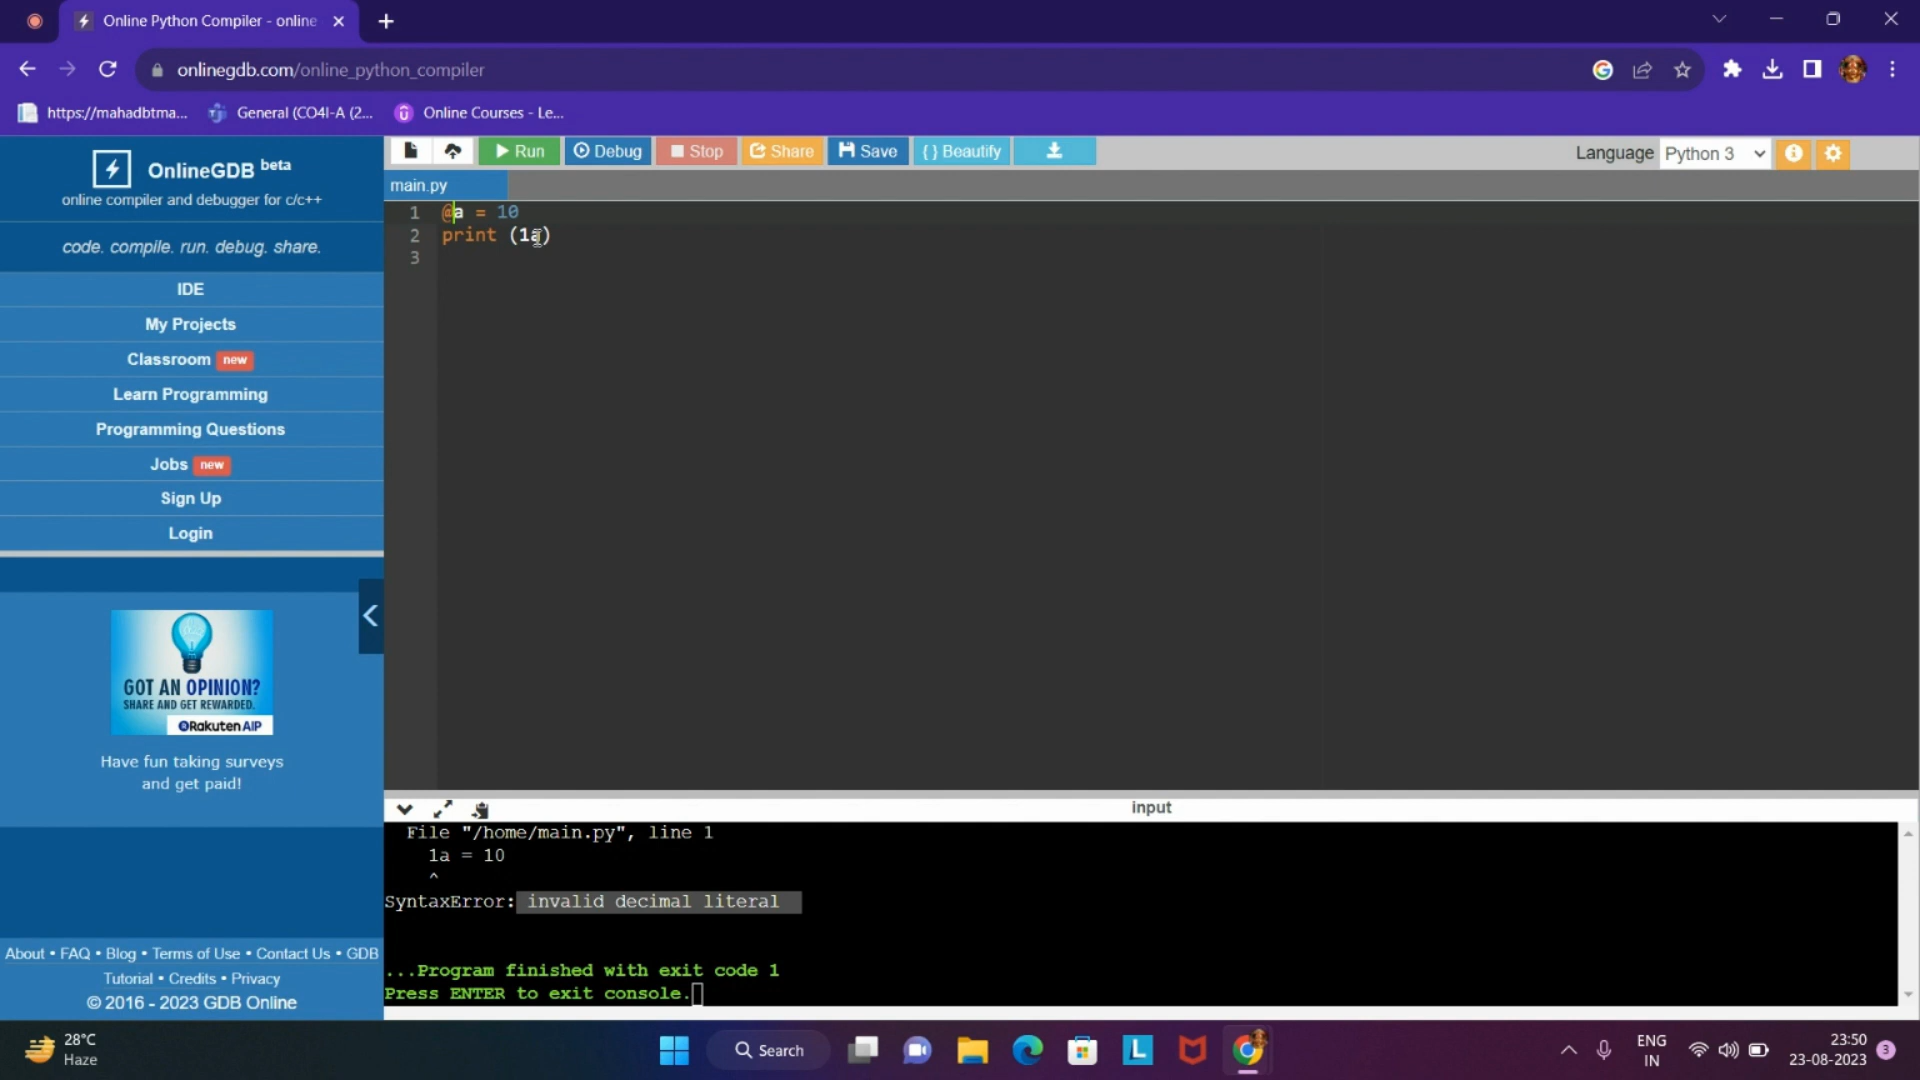 Online Python Compiler - online
onlinegdb.com/online_python_compiler
https://mahadbtma...
General (CO4I-A (2...
Online Courses - Le...
OnlineGDB beta
online compiler and debugger for c/c++
code. compile. run. debug. share.
IDE
My Projects
Classroom new
Learn Programming
Programming Questions
Jobs new
Sign Up
Login
GOT AN OPINION?
SHARE AND GET REWARDED.
Rakuten AIP
Have fun taking surveys
and get paid!
About • FAQ • Blog • Terms of Use • Contact Us • GDB
Tutorial • Credits • Privacy
© 2016 - 2023 GDB Online
Run
Debug
Stop
Share
Save
{ } Beautify
Language Python 3
main.py
1 @a = 10
2 print (1a)
3
input
File "/home/main.py", line 1
1a = 10
^
SyntaxError: invalid decimal literal
...Program finished with exit code 1
Press ENTER to exit console.
28°C
Haze
Search
L
ENG
IN
23:50
23-08-2023
3